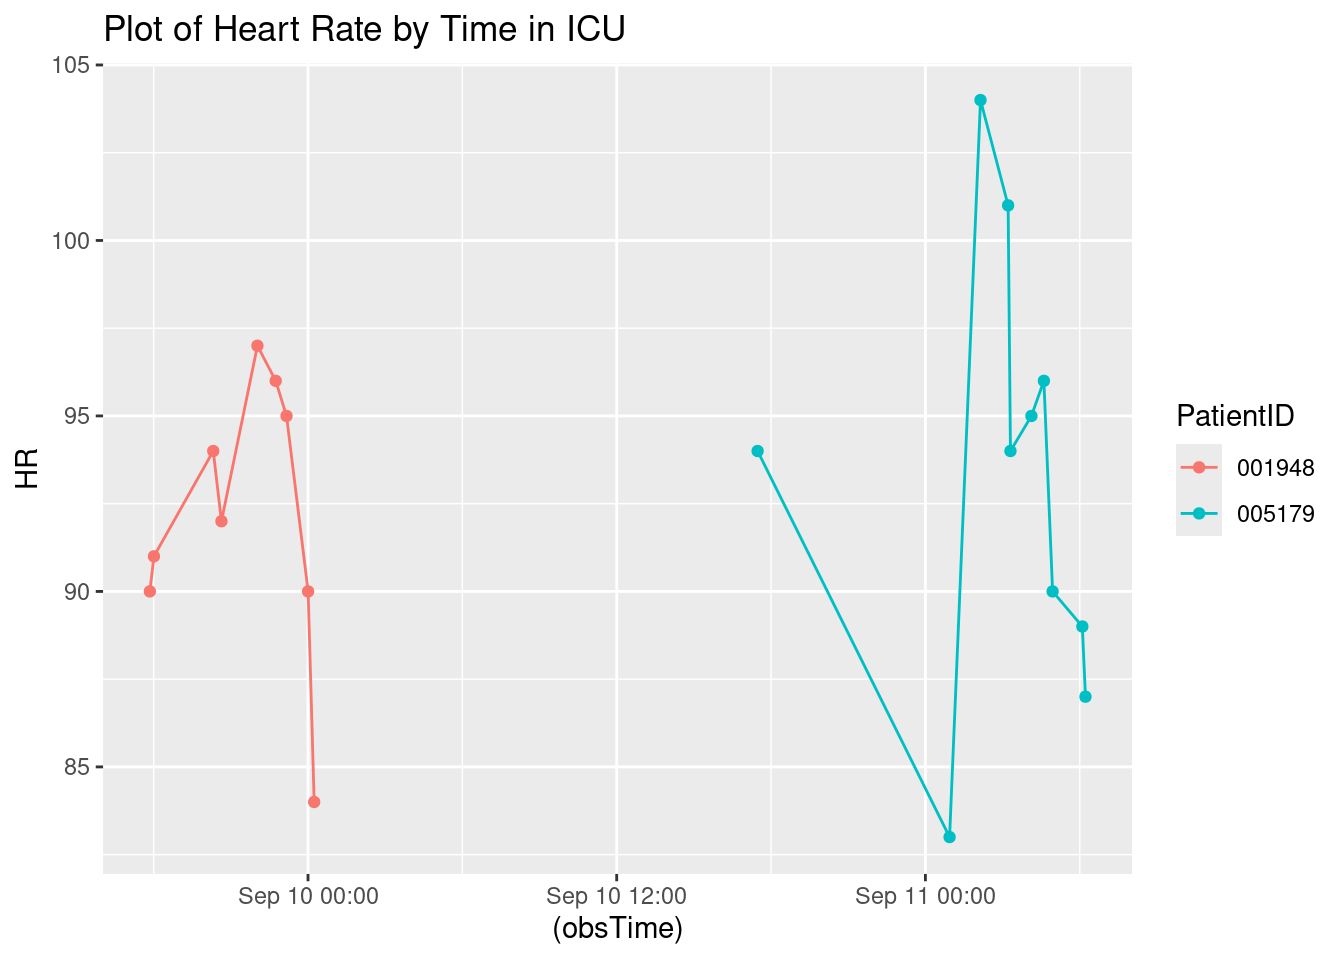 Plot of Heart Rate by Time in ICU
105
100
95
90
85
HR
Sep 10 00:00
Sep 10 12:00
Sep 11 00:00
(obsTime)
PatientID
001948
005179